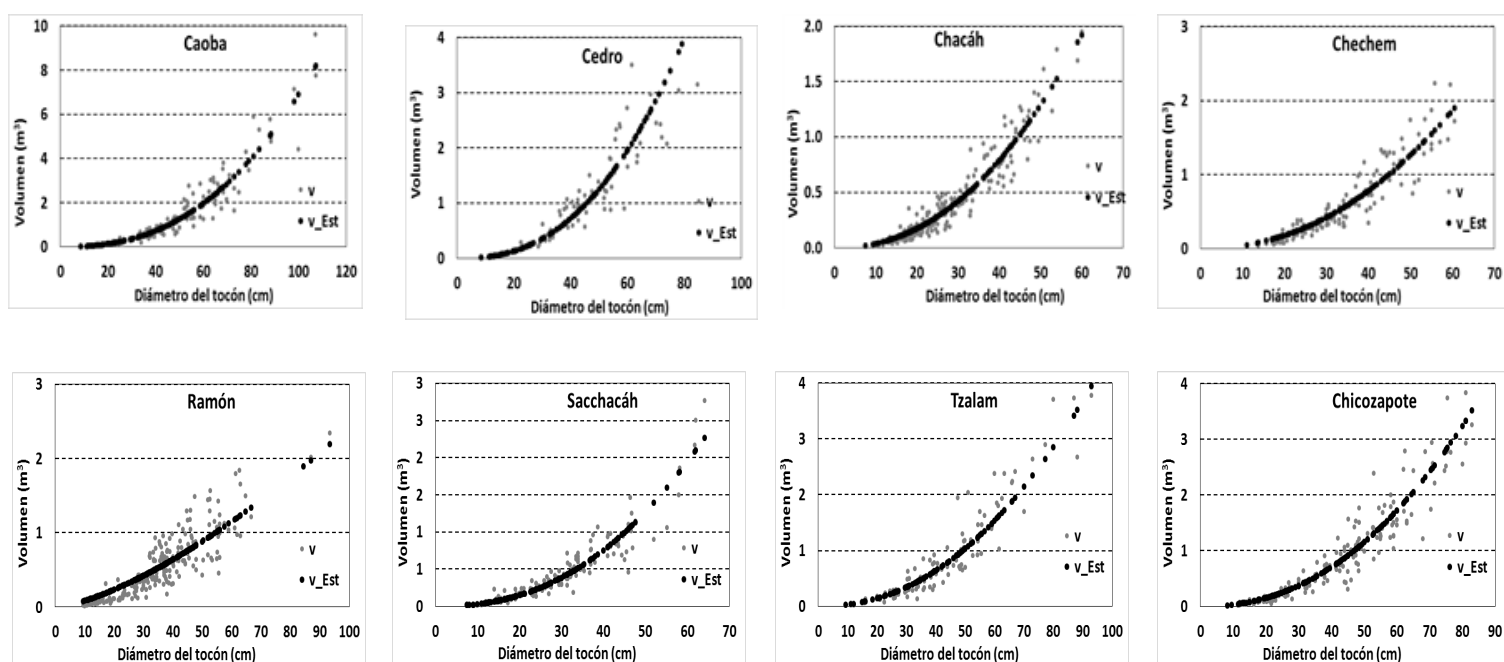 Caoba
Volumen (m³)
10
8
6
4
2
0
0 20 40 60 80 100 120
Diámetro del tocón (cm)
v
v_Est
Cedro
Volumen (m³)
4
3
2
1
0
0 20 40 60 80 100
Diámetro del tocón (cm)
v
v_Est
Chacáh
Volumen (m³)
2.0
1.5
1.0
0.5
0.0
0 10 20 30 40 50 60 70
Diámetro del tocón (cm)
v
v_Est
Chechem
Volumen (m³)
3
2
1
0
0 10 20 30 40 50 60 70
Diámetro del tocón (cm)
v
v_Est
Ramón
Volumen (m³)
3
2
1
0
0 10 20 30 40 50 60 70 80 90 100
Diámetro del tocón (cm)
v
v_Est
Sacchacáh
Volumen (m³)
3
3
2
2
1
1
0
0 10 20 30 40 50 60 70
Diámetro del tocón (cm)
v
v_Est
Tzalam
Volumen (m³)
4
3
2
1
0
0 10 20 30 40 50 60 70 80 90 100
Diámetro del tocón (cm)
v
v_Est
Chicozapote
Volumen (m³)
4
3
2
1
0
0 10 20 30 40 50 60 70 80 90
Diámetro del tocón (cm)
v
v_Est